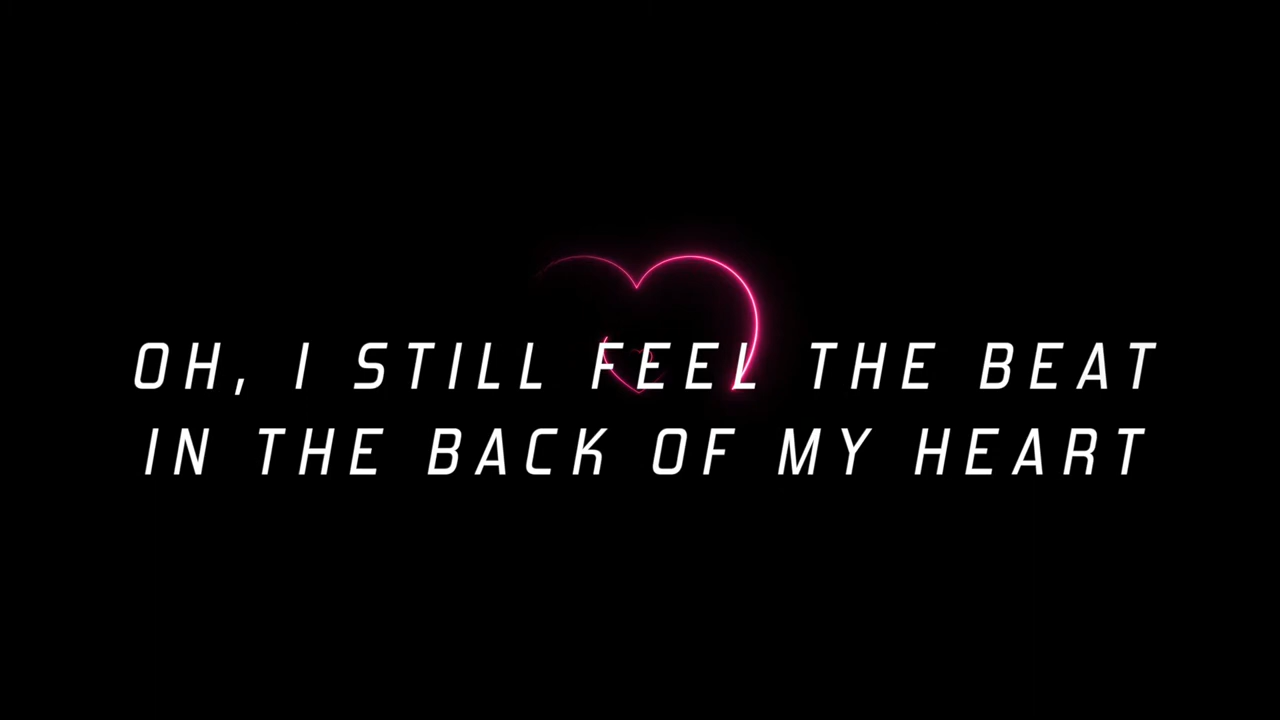 OH, I STILL FEEL THE BEAT
IN THE BACK OF MY HEART